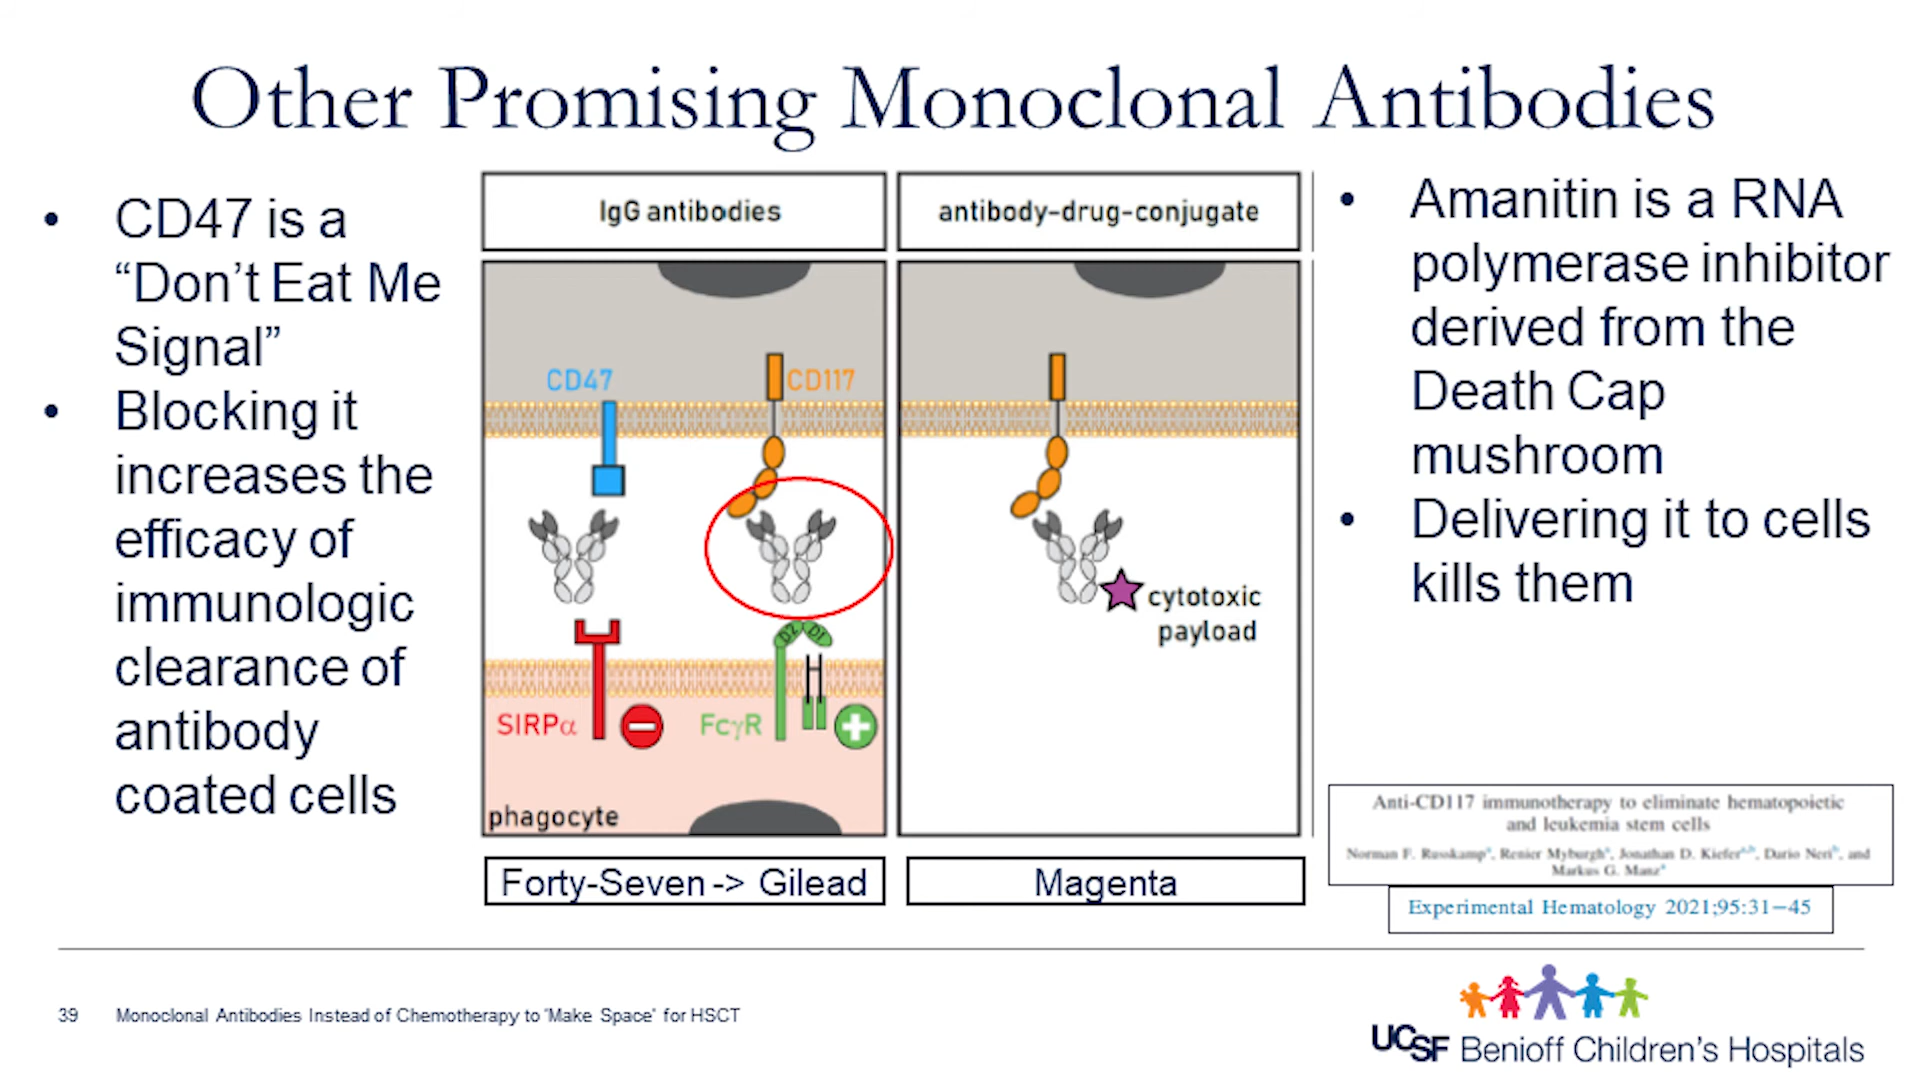 Other Promising Monoclonal Antibodies
• CD47 is a
“Don’t Eat Me
Signal”
• Blocking it
increases the
efficacy of
immunologic
clearance of
antibody
coated cells
IgG antibodies
CD47
CD117
SIRPα
FcγR
D2 D1
phagocyte
Forty-Seven -> Gilead
antibody-drug-conjugate
cytotoxic
payload
Magenta
• Amanitin is a RNA
polymerase inhibitor
derived from the
Death Cap
mushroom
• Delivering it to cells
kills them
Anti-CD117 immunotherapy to eliminate hematopoietic
and leukemia stem cells
Norman F. Russkamp, Renier Myburgh, Jonathan D. Kiefer, Dario Neri, and
Markus G. Manz
Experimental Hematology 2021;95:31–45
39 Monoclonal Antibodies Instead of Chemotherapy to ‘Make Space’ for HSCT
UCSF Benioff Children’s Hospitals